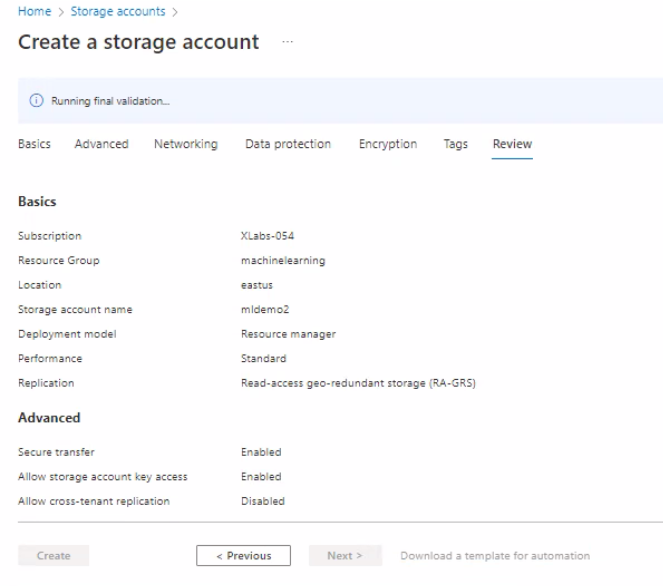 Home > Storage accounts >
Create a storage account ...
Running final validation...
Basics Advanced Networking Data protection Encryption Tags Review
Basics
Subscription XLabs-054
Resource Group machinelearning
Location eastus
Storage account name mldemo2
Deployment model Resource manager
Performance Standard
Replication Read-access geo-redundant storage (RA-GRS)
Advanced
Secure transfer Enabled
Allow storage account key access Enabled
Allow cross-tenant replication Disabled
Create < Previous Next > Download a template for automation